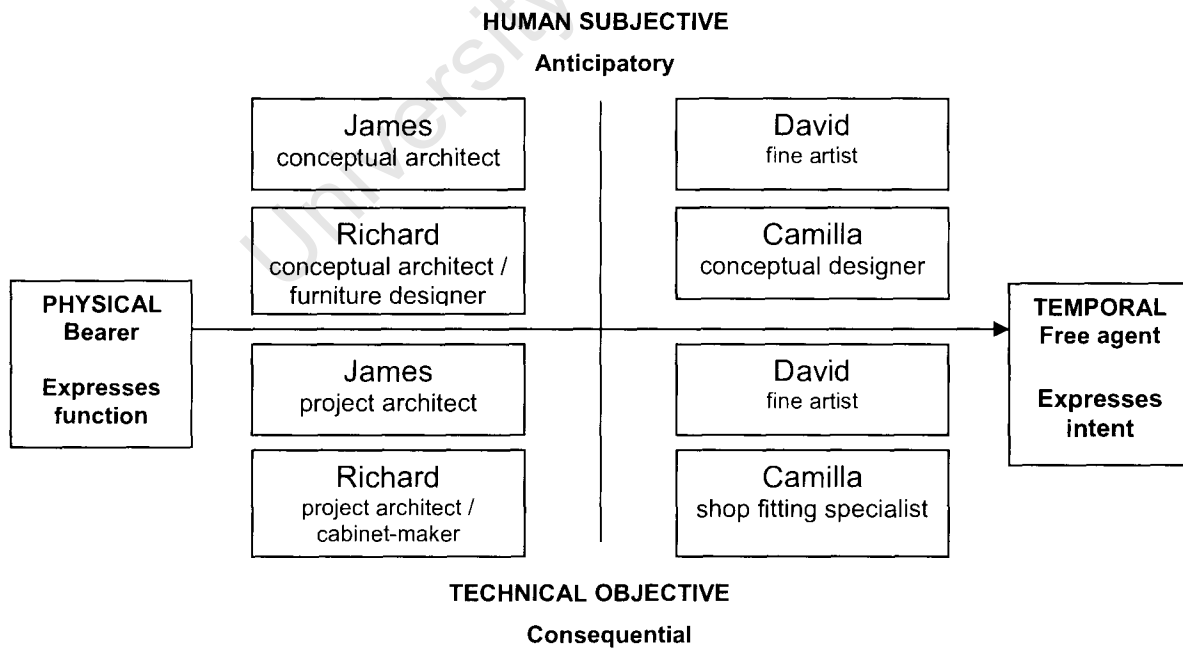 HUMAN SUBJECTIVE
Anticipatory
University
James
conceptual architect
David
fine artist
Richard
conceptual architect /
furniture designer
Camilla
conceptual designer
PHYSICAL
Bearer
Expresses
function
TEMPORAL
Free agent
Expresses
intent
James
project architect
David
fine artist
Richard
project architect /
cabinet-maker
Camilla
shop fitting specialist
TECHNICAL OBJECTIVE
Consequential